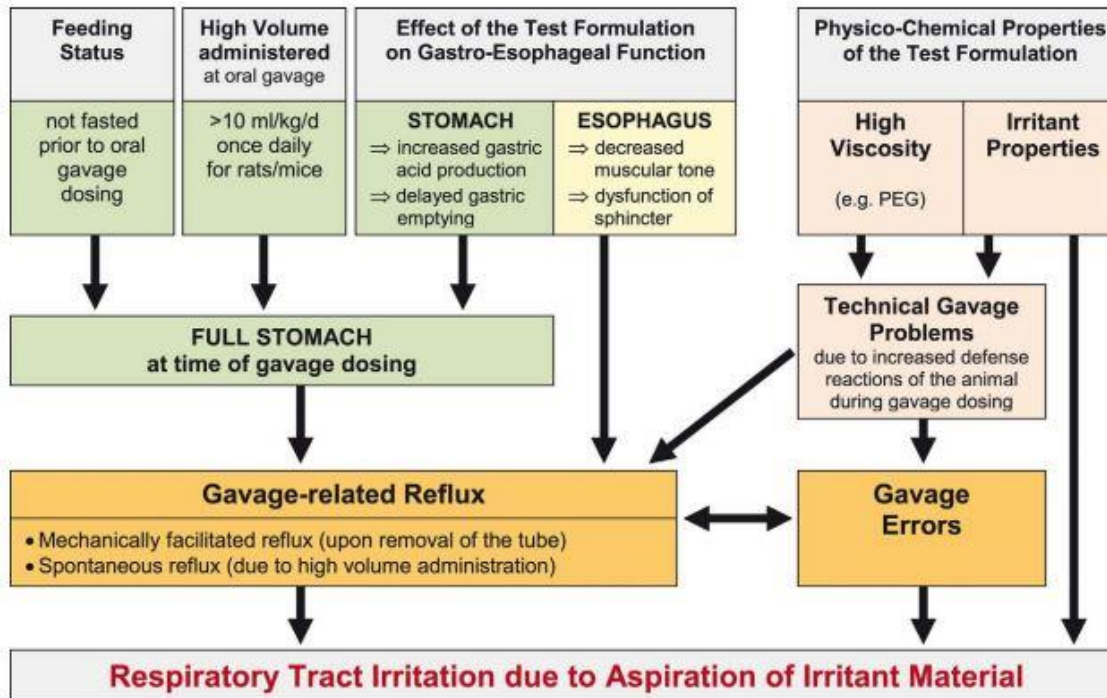 Feeding
Status
not fasted
prior to oral
gavage
dosing
High Volume
administered
at oral gavage
>10 ml/kg/d
once daily
for rats/mice
Effect of the Test Formulation
on Gastro-Esophageal Function
STOMACH
⇒ increased gastric
acid production
⇒ delayed gastric
emptying
ESOPHAGUS
⇒ decreased
muscular tone
⇒ dysfunction of
sphincter
Physico-Chemical Properties
of the Test Formulation
High
Viscosity
(e.g. PEG)
Irritant
Properties
FULL STOMACH
at time of gavage dosing
Technical Gavage
Problems
due to increased defense
reactions of the animal
during gavage dosing
Gavage-related Reflux
• Mechanically facilitated reflux (upon removal of the tube)
• Spontaneous reflux (due to high volume administration)
Gavage
Errors
Respiratory Tract Irritation due to Aspiration of Irritant Material